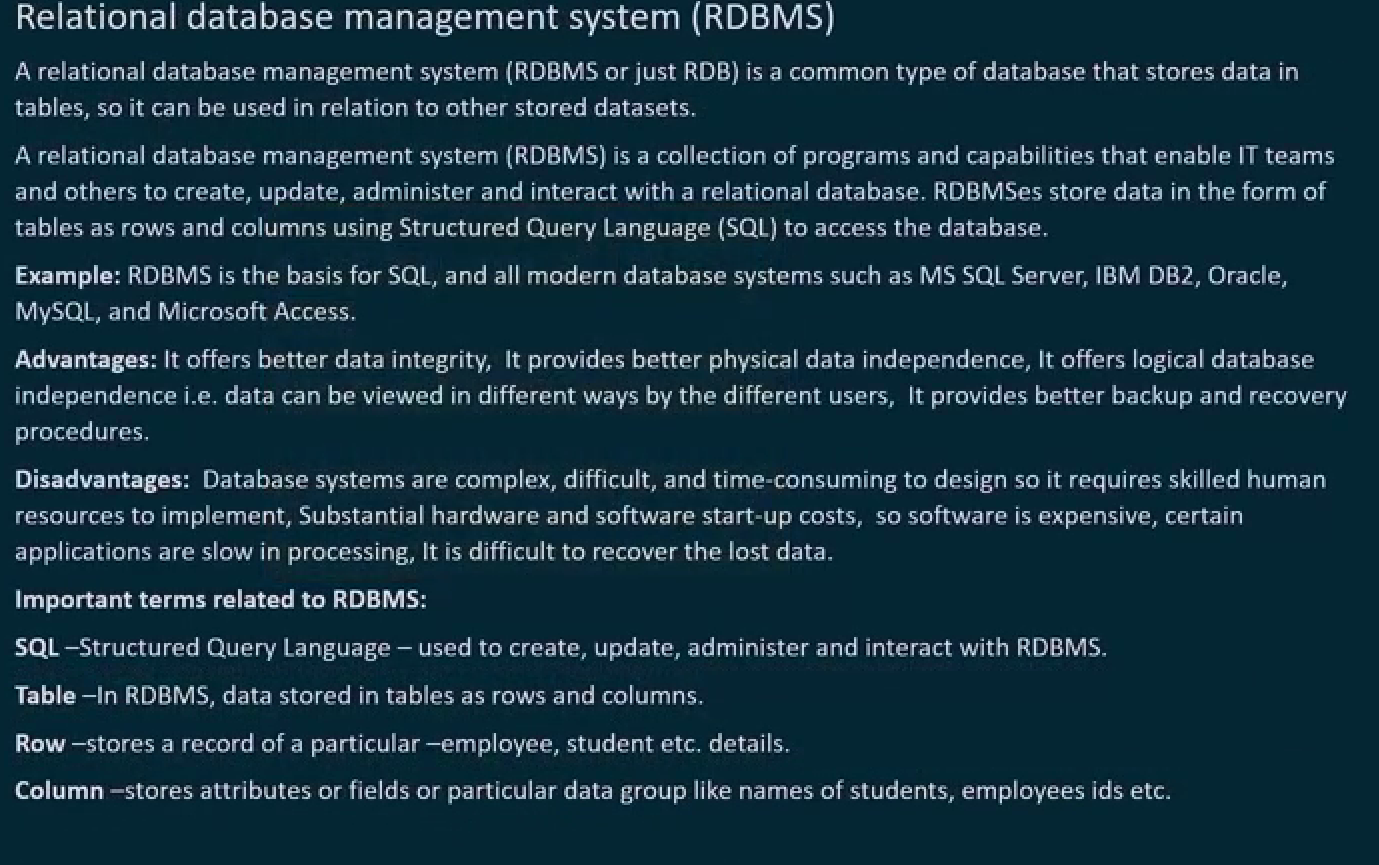 Relational database management system (RDBMS)
A relational database management system (RDBMS or just RDB) is a common type of database that stores data in
tables, so it can be used in relation to other stored datasets.
A relational database management system (RDBMS) is a collection of programs and capabilities that enable IT teams
and others to create, update, administer and interact with a relational database. RDBMSes store data in the form of
tables as rows and columns using Structured Query Language (SQL) to access the database.
Example: RDBMS is the basis for SQL, and all modern database systems such as MS SQL Server, IBM DB2, Oracle,
MySQL, and Microsoft Access.
Advantages: It offers better data integrity,  It provides better physical data independence, It offers logical database
independence i.e. data can be viewed in different ways by the different users,  It provides better backup and recovery
procedures.
Disadvantages:  Database systems are complex, difficult, and time-consuming to design so it requires skilled human
resources to implement, Substantial hardware and software start-up costs,  so software is expensive, certain
applications are slow in processing, It is difficult to recover the lost data.
Important terms related to RDBMS:
SQL –Structured Query Language – used to create, update, administer and interact with RDBMS.
Table –In RDBMS, data stored in tables as rows and columns.
Row –stores a record of a particular –employee, student etc. details.
Column –stores attributes or fields or particular data group like names of students, employees ids etc.